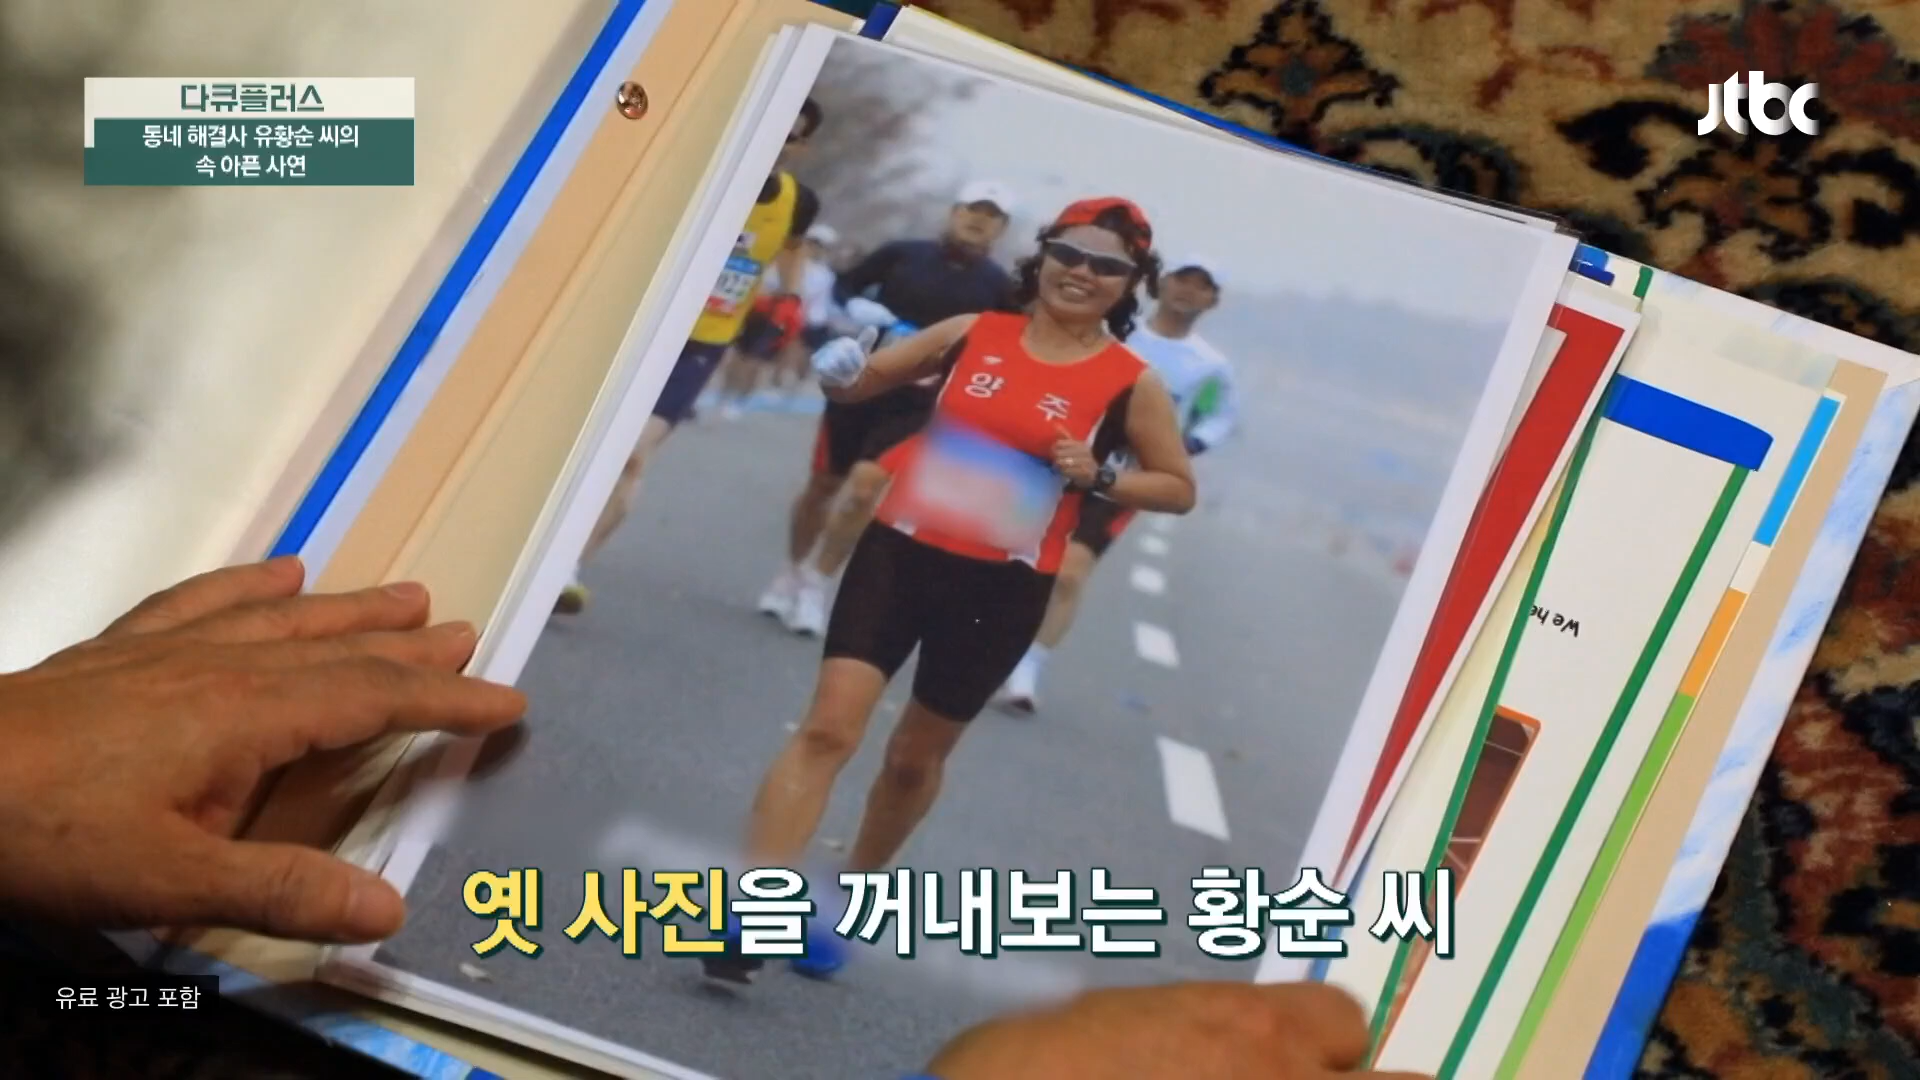 다큐플러스
동네 해결사 유황순 씨의
속 아픈 사연
jtbc
양 주
We he
옛 사진을 꺼내보는 황순 씨
유료 광고 포함